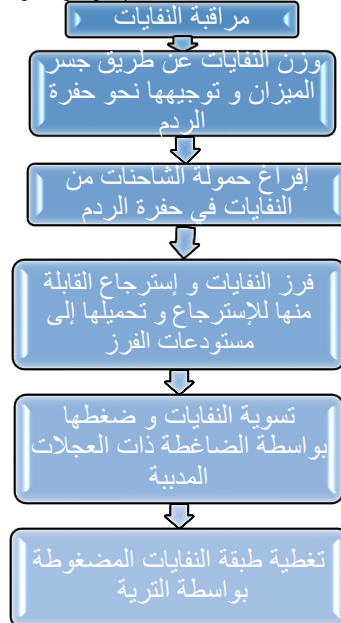 مراقبة النفايات
وزن النفايات عن طريق جسر
الميزان و توجيهها نحو حفرة
الردم
إفراغ حمولة الشاحنات من
النفايات في حفرة الردم
فرز النفايات و إسترجاع القابلة
منها للإسترجاع و تحميلها إلى
مستودعات الفرز
تسوية النفايات و ضغطها
بواسطة الضاغطة ذات العجلات
المدببة
تغطية طبقة النفايات المضغوطة
بواسطة التربة